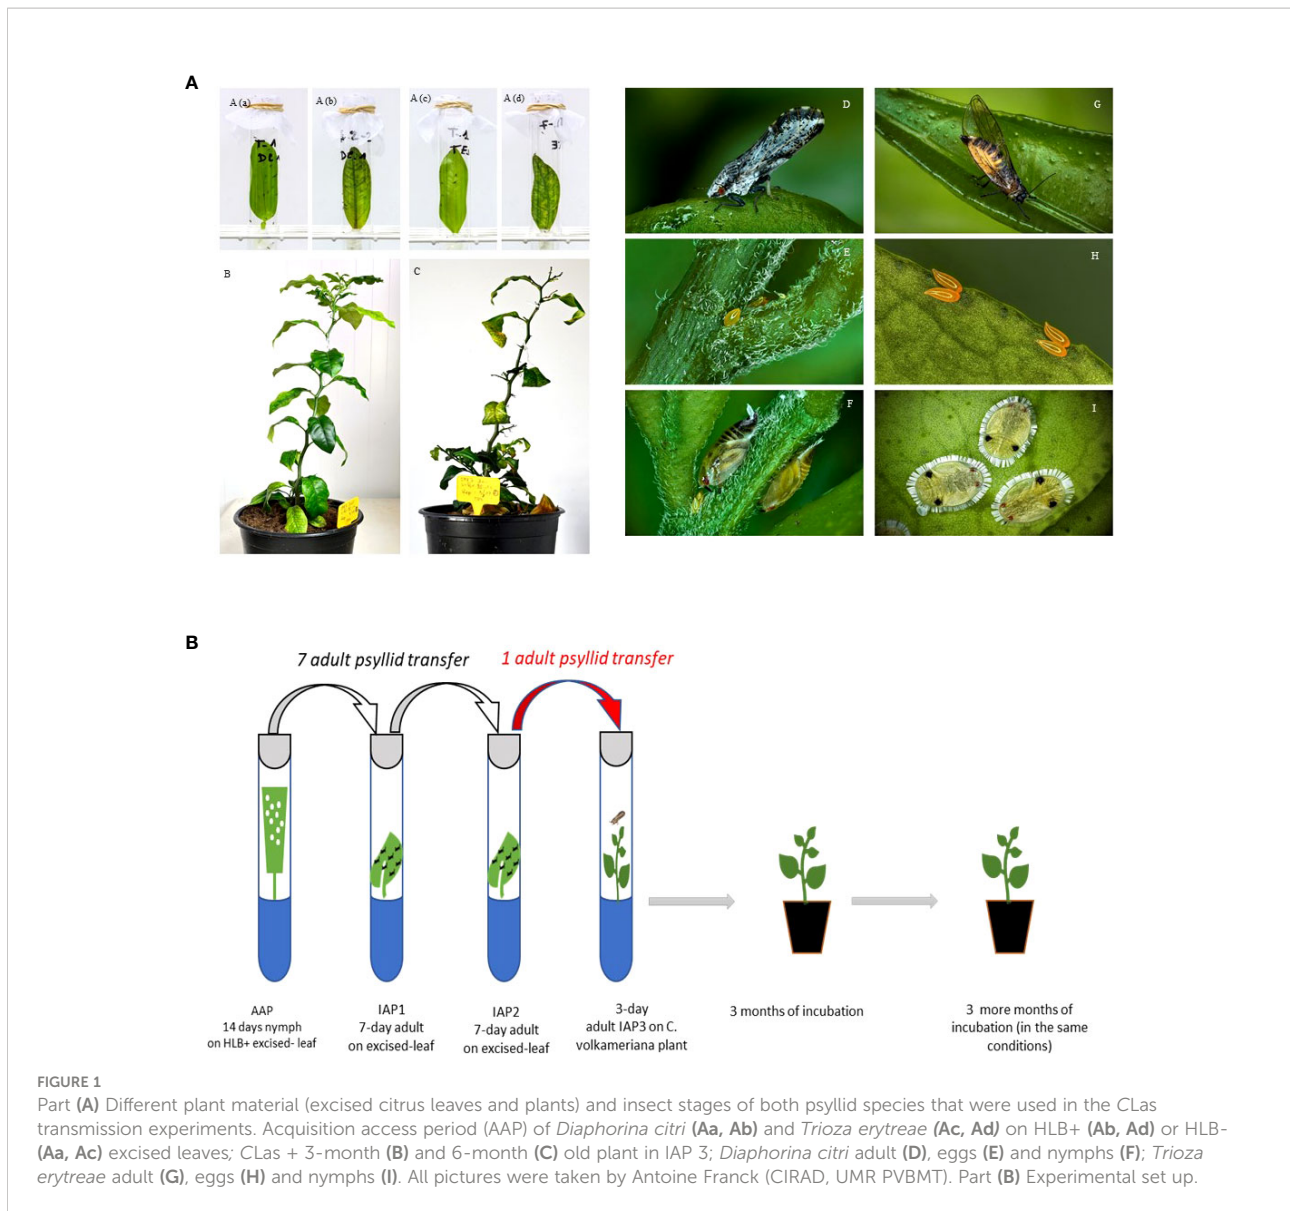 A
A (a)
A (b)
A (c)
A (d)
T-1
DC1
DC1
T-1
TE2
B
C
D
G
E
H
F
I
B
7 adult psyllid transfer
1 adult psyllid transfer
AAP
14 days nymph
on HLB+ excised- leaf
IAP1
7-day adult
on excised-leaf
IAP2
7-day adult
on excised-leaf
3-day
adult IAP3 on C.
volkameriana plant
3 months of incubation
3 more months of
incubation (in the same
conditions)
FIGURE 1
Part (A) Different plant material (excised citrus leaves and plants) and insect stages of both psyllid species that were used in the CLas
transmission experiments. Acquisition access period (AAP) of Diaphorina citri (Aa, Ab) and Trioza erytreae (Ac, Ad) on HLB+ (Ab, Ad) or HLB-
(Aa, Ac) excised leaves; CLas + 3-month (B) and 6-month (C) old plant in IAP 3; Diaphorina citri adult (D), eggs (E) and nymphs (F); Trioza
erytreae adult (G), eggs (H) and nymphs (I). All pictures were taken by Antoine Franck (CIRAD, UMR PVBMT). Part (B) Experimental set up.